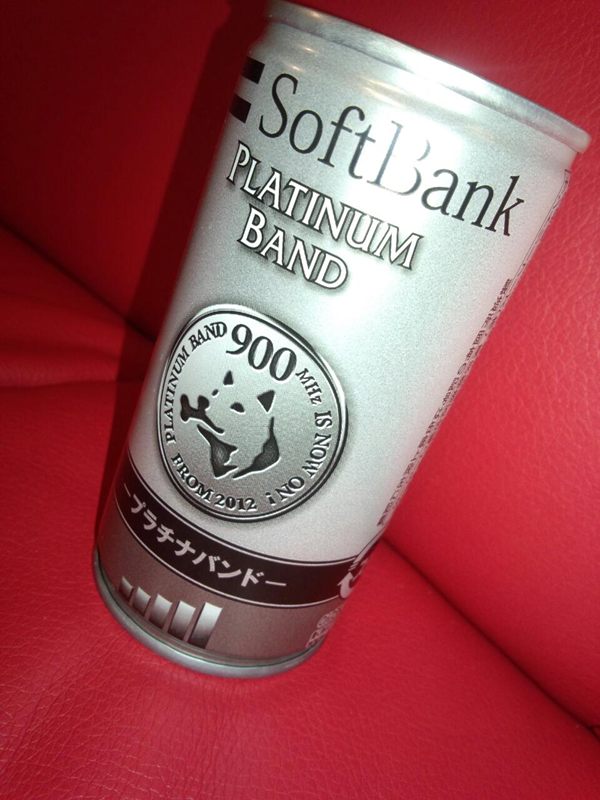 SoftBank
PLATINUM
BAND
PLATINUM BAND 900 MHz IS NOW ON!
FROM 2012
ープラチナバンドー